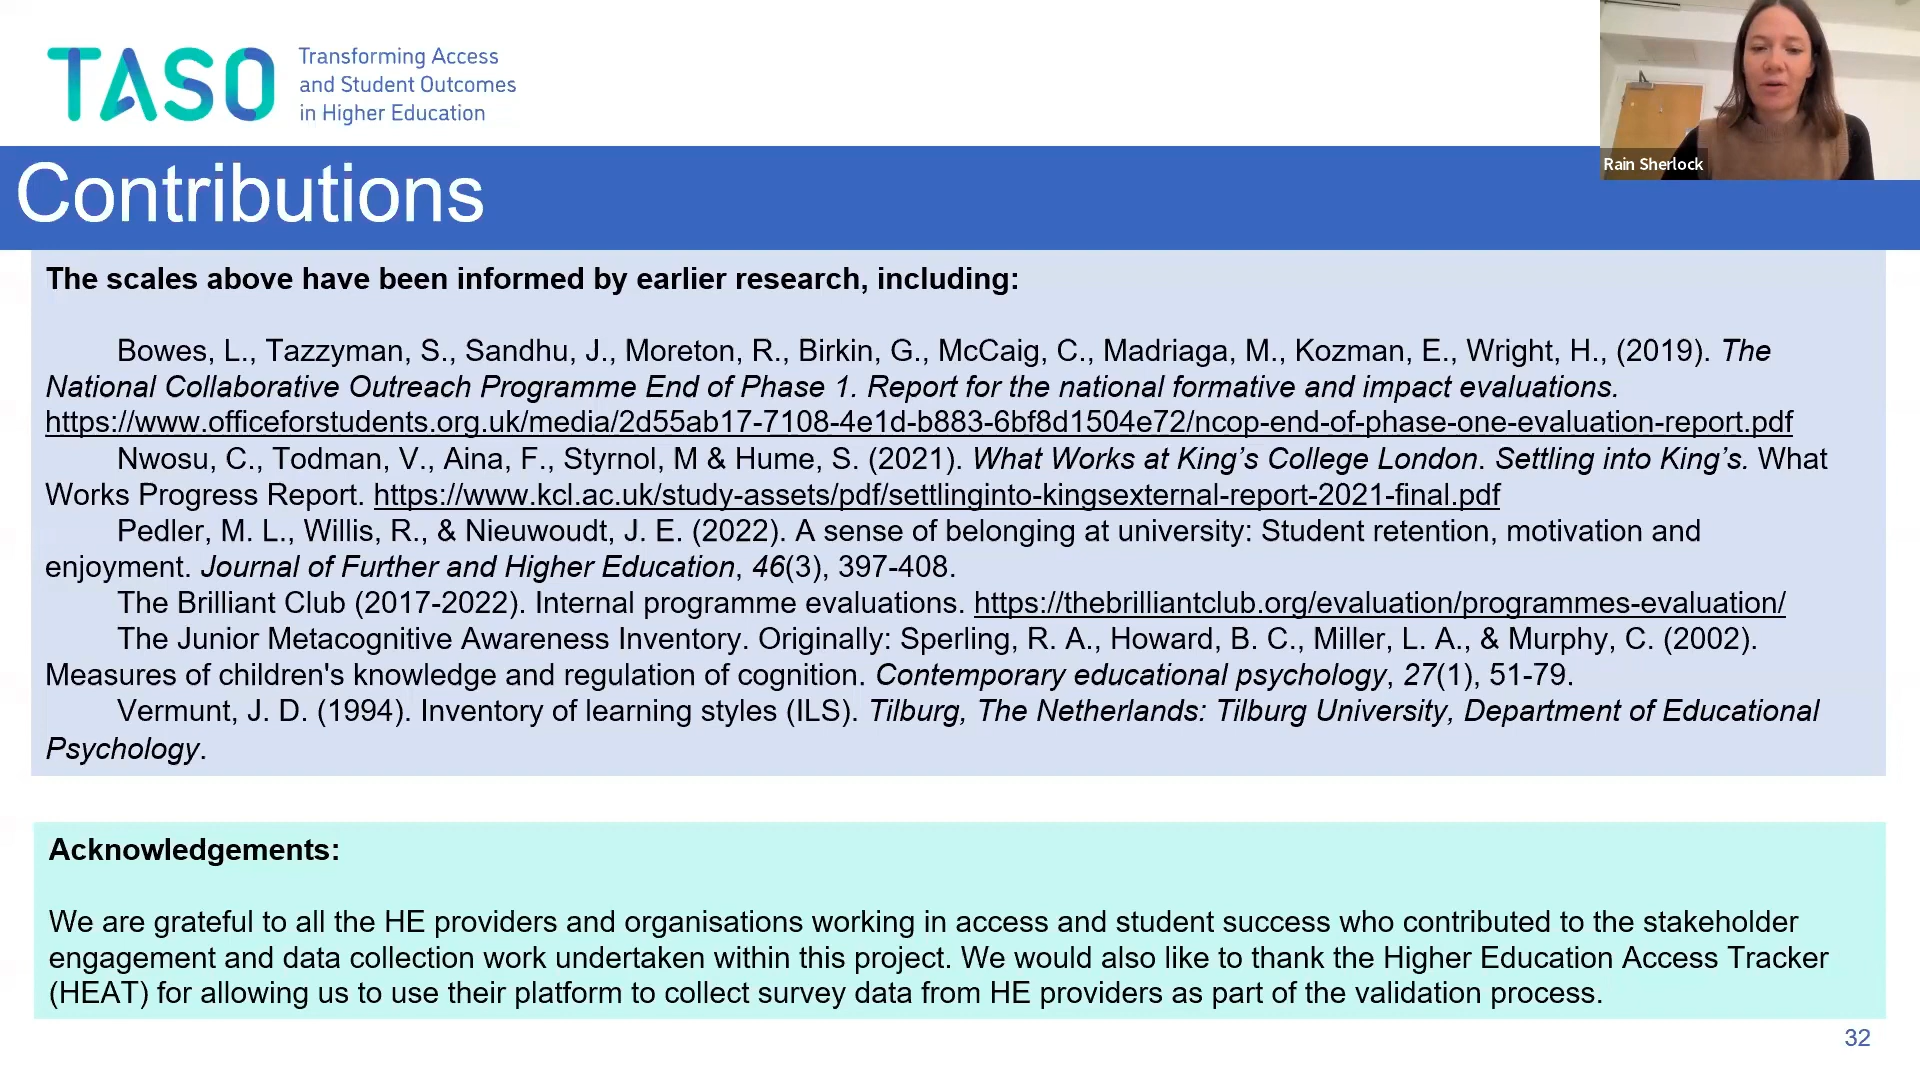 TASO
Transforming Access
and Student Outcomes
in Higher Education
Rain Sherlock
Contributions
The scales above have been informed by earlier research, including:
Bowes, L., Tazzyman, S., Sandhu, J., Moreton, R., Birkin, G., McCaig, C., Madriaga, M., Kozman, E., Wright, H., (2019). The
National Collaborative Outreach Programme End of Phase 1. Report for the national formative and impact evaluations.
https://www.officeforstudents.org.uk/media/2d55ab17-7108-4e1d-b883-6bf8d1504e72/ncop-end-of-phase-one-evaluation-report.pdf
Nwosu, C., Todman, V., Aina, F., Styrnol, M & Hume, S. (2021). What Works at King’s College London. Settling into King’s. What
Works Progress Report. https://www.kcl.ac.uk/study-assets/pdf/settlinginto-kingsexternal-report-2021-final.pdf
Pedler, M. L., Willis, R., & Nieuwoudt, J. E. (2022). A sense of belonging at university: Student retention, motivation and
enjoyment. Journal of Further and Higher Education, 46(3), 397-408.
The Brilliant Club (2017-2022). Internal programme evaluations. https://thebrilliantclub.org/evaluation/programmes-evaluation/
The Junior Metacognitive Awareness Inventory. Originally: Sperling, R. A., Howard, B. C., Miller, L. A., & Murphy, C. (2002).
Measures of children's knowledge and regulation of cognition. Contemporary educational psychology, 27(1), 51-79.
Vermunt, J. D. (1994). Inventory of learning styles (ILS). Tilburg, The Netherlands: Tilburg University, Department of Educational
Psychology.
Acknowledgements:
We are grateful to all the HE providers and organisations working in access and student success who contributed to the stakeholder
engagement and data collection work undertaken within this project. We would also like to thank the Higher Education Access Tracker
(HEAT) for allowing us to use their platform to collect survey data from HE providers as part of the validation process.
32